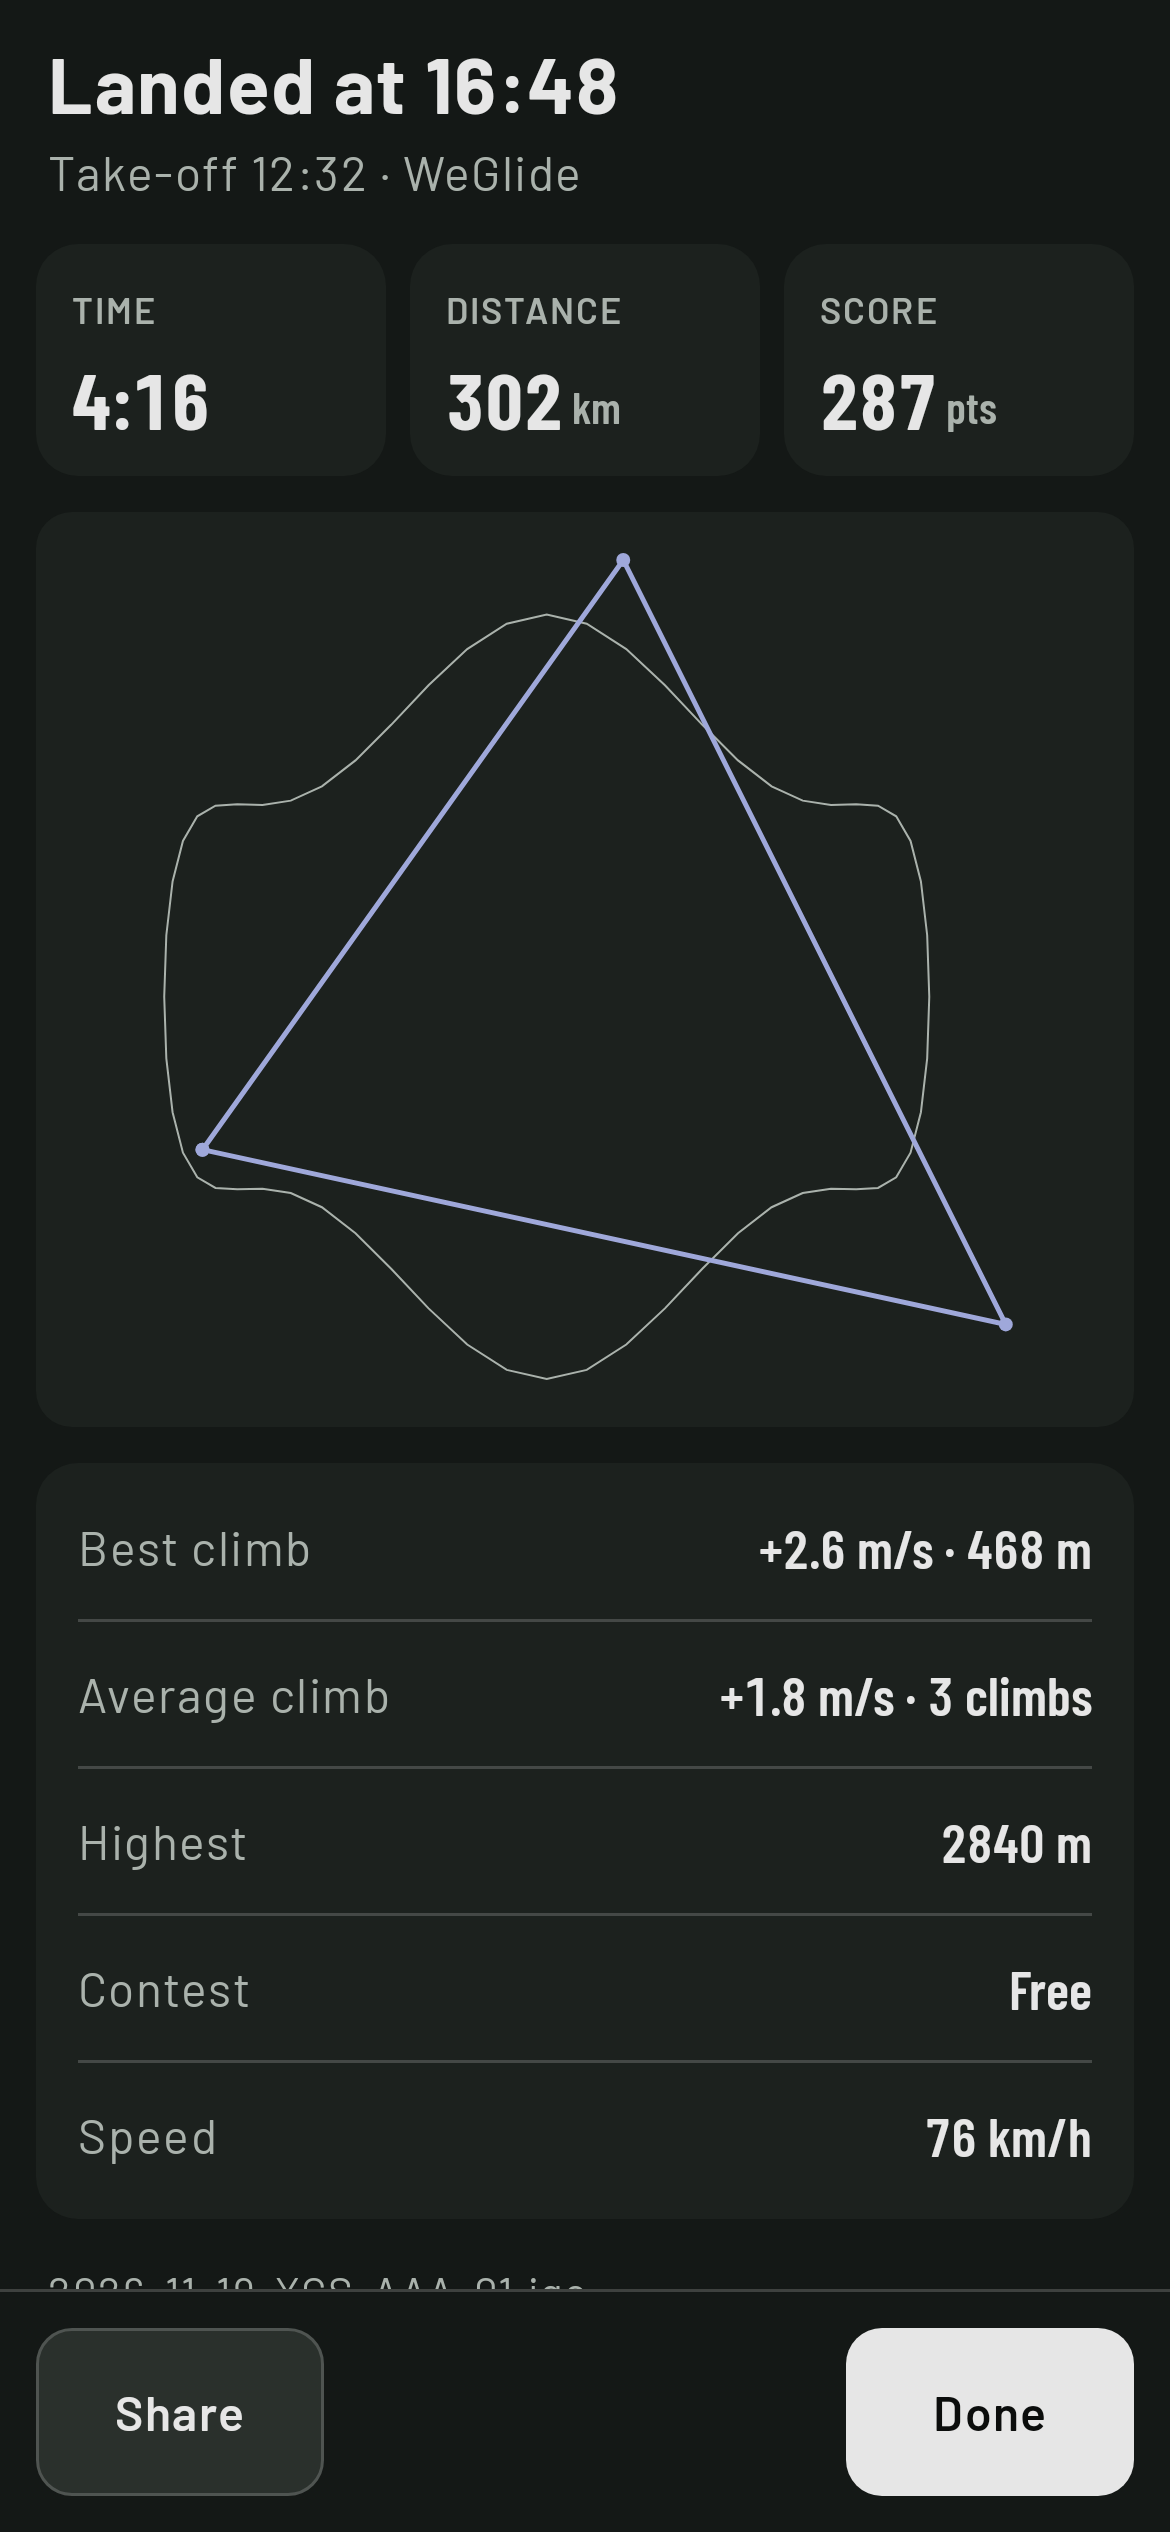 Landed at 16:48
Take-off 12:32 · WeGlide
TIME
4:16
DISTANCE
302 km
SCORE
287 pts
Best climb
+2.6 m/s · 468 m
Average climb
+1.8 m/s · 3 climbs
Highest
2840 m
Contest
Free
Speed
76 km/h
Share
Done